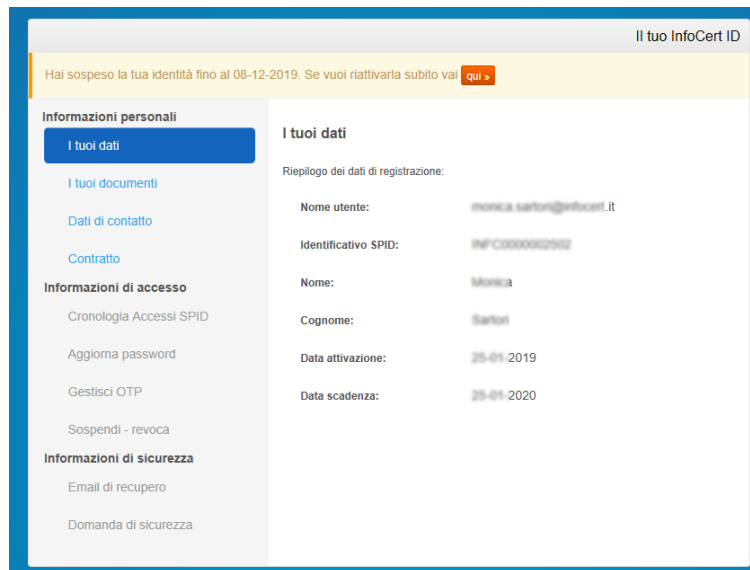 Il tuo InfoCert ID
Hai sospeso la tua identità fino al 08-12-2019. Se vuoi riattivarla subito vai qui »
Informazioni personali
I tuoi dati
I tuoi documenti
Dati di contatto
Contratto
Informazioni di accesso
Cronologia Accessi SPID
Aggiorna password
Gestisci OTP
Sospendi - revoca
Informazioni di sicurezza
Email di recupero
Domanda di sicurezza
I tuoi dati
Riepilogo dei dati di registrazione:
Nome utente: .it
Identificativo SPID:
Nome:
Cognome:
Data attivazione: 2019
Data scadenza: 2020